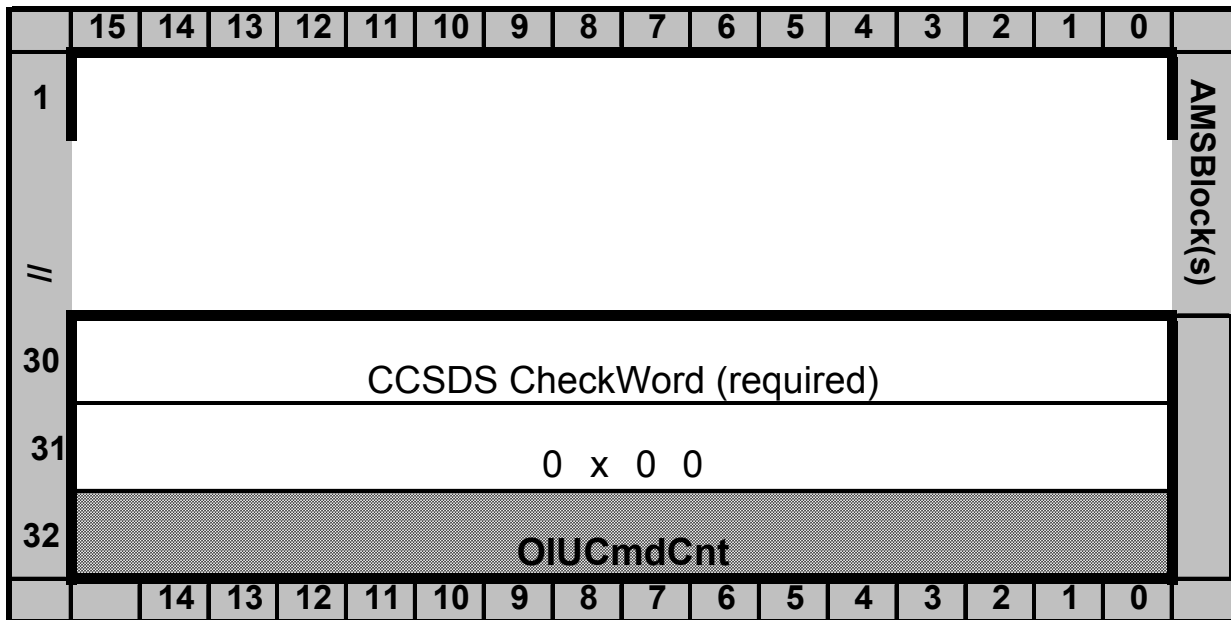 15 14 13 12 11 10 9 8 7 6 5 4 3 2 1 0
1
AMSBlock(s)
//
30 CCSDS CheckWord (required)
31 0 x 0 0
32 OIUCmdCnt
14 13 12 11 10 9 8 7 6 5 4 3 2 1 0